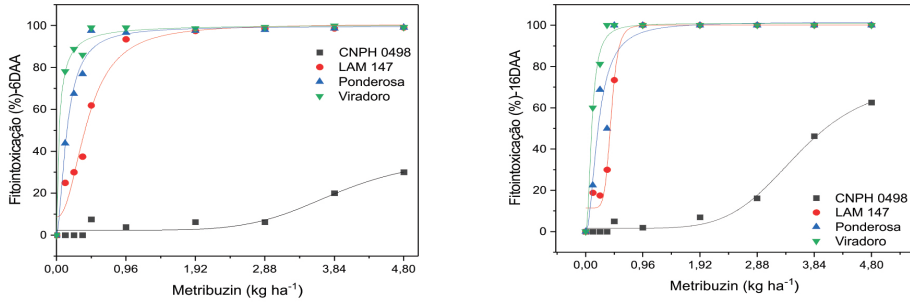 Fitointoxicação (%)-6DAA
100
80
60
40
20
0
0,00 0,96 1,92 2,88 3,84 4,80
Metribuzin (kg ha⁻¹)
CNPH 0498
LAM 147
Ponderosa
Viradoro
Fitointoxicação (%)-16DAA
100
80
60
40
20
0
0,00 0,96 1,92 2,88 3,84 4,80
Metribuzin (kg ha⁻¹)
CNPH 0498
LAM 147
Ponderosa
Viradoro